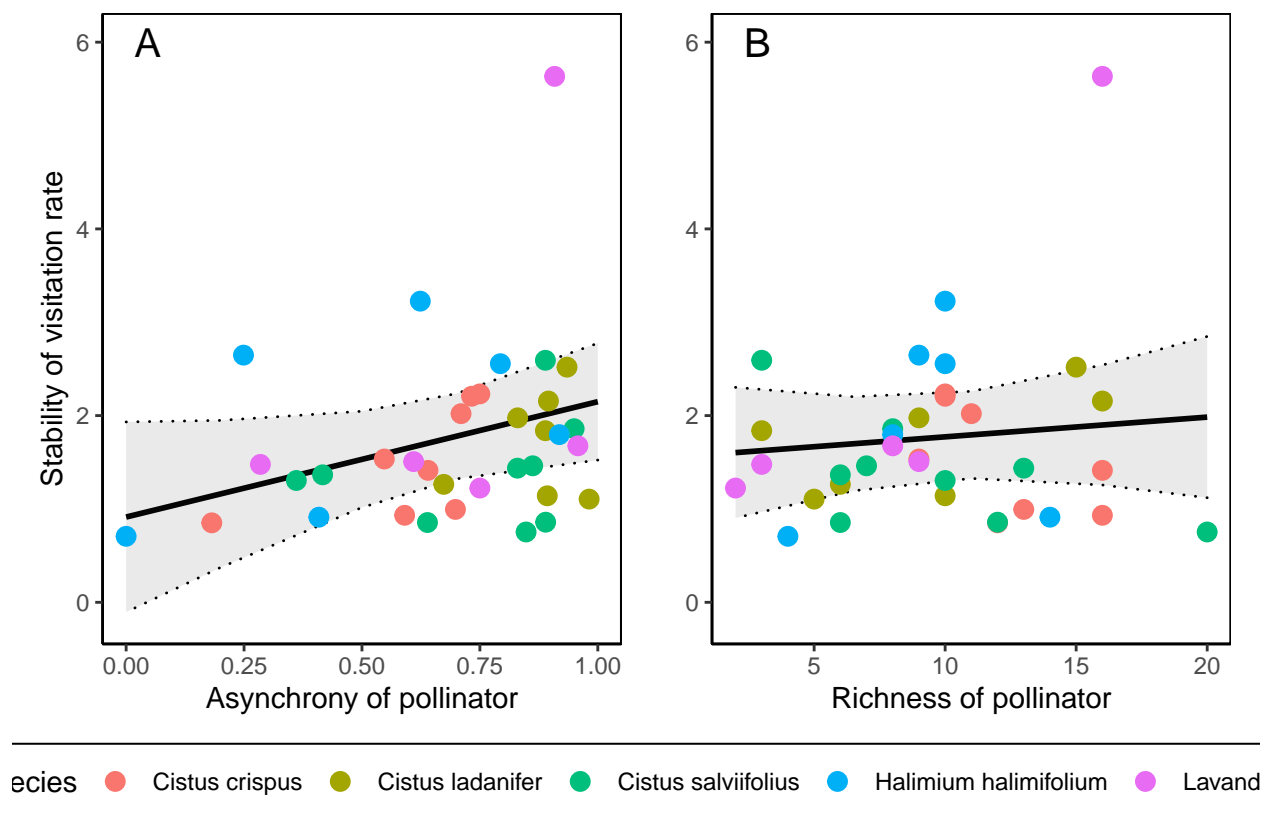 A
B
6
4
2
0
6
4
2
0
Stability of visitation rate
0.00 0.25 0.50 0.75 1.00
5 10 15 20
Asynchrony of pollinator
Richness of pollinator
ecies Cistus crispus Cistus ladanifer Cistus salviifolius Halimium halimifolium Lavand